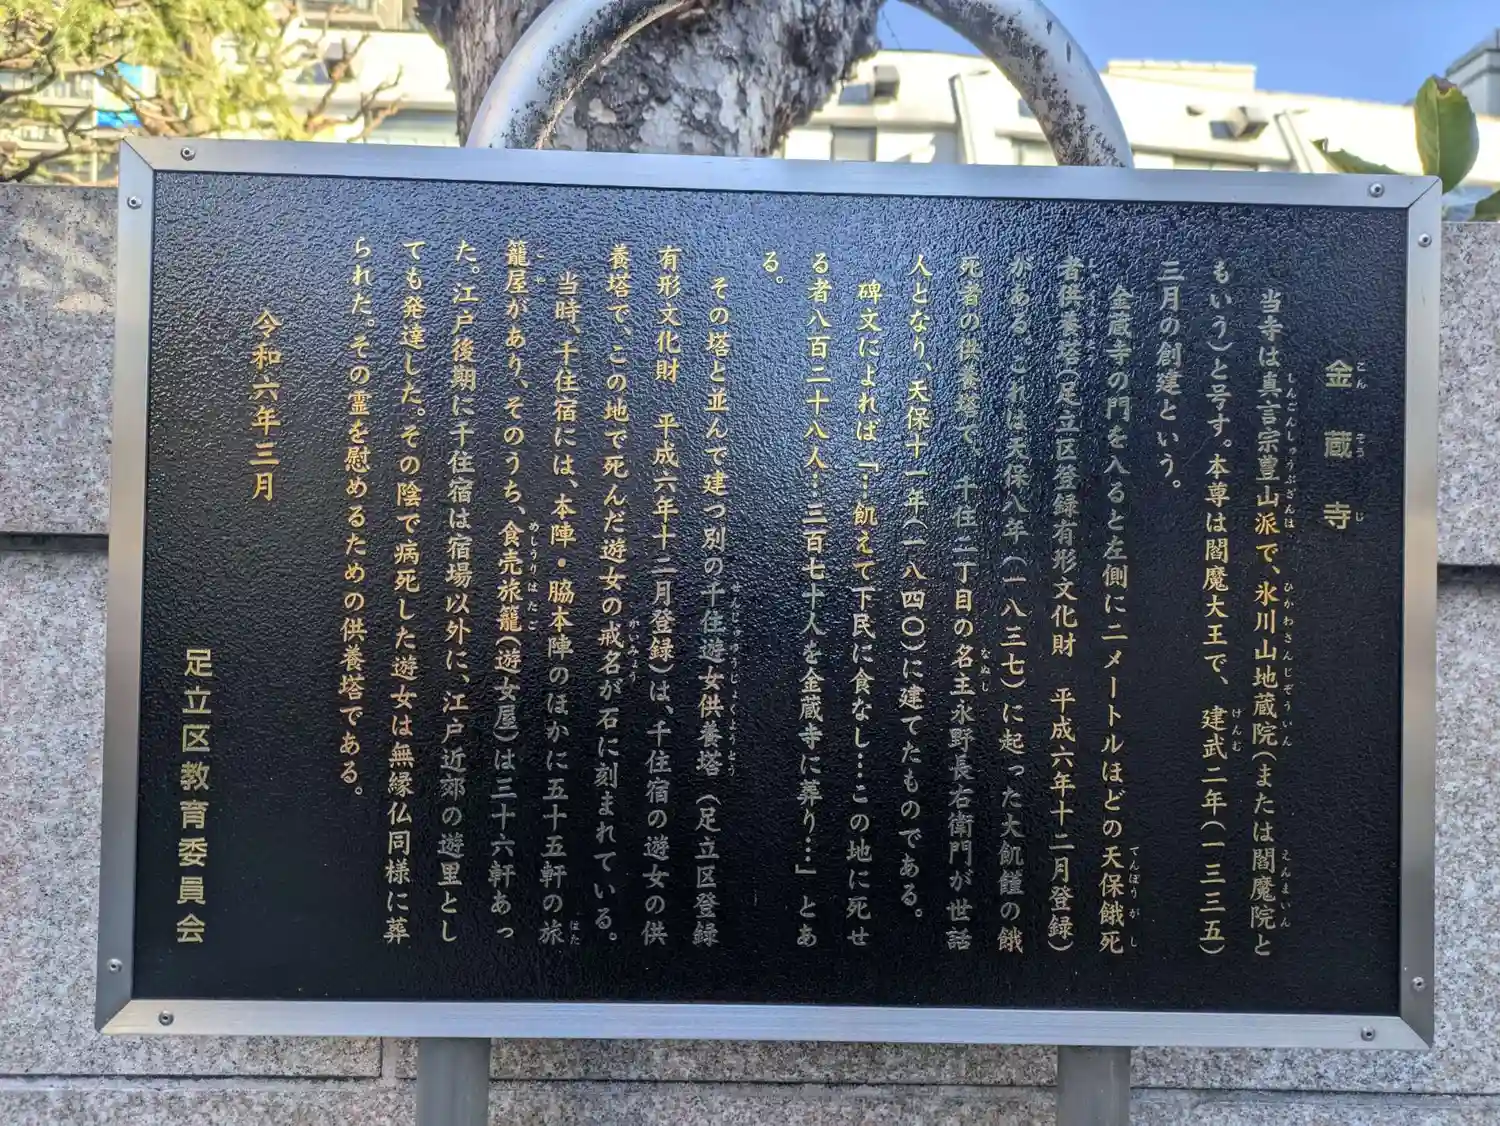 金蔵寺
当寺は真言宗豊山派で、氷川山地蔵院(または閻魔院と
もいう)と号す。本尊は閻魔大王で、建武二年(一三三五)
三月の創建という。
金蔵寺の門を入ると左側に二メートルほどの天保餓死
者供養塔(足立区登録有形文化財　平成六年十二月登録)
がある。これは天保八年(一八三七)に起った大飢饉の餓
死者の供養塔で、千住二丁目の名主永野長右衛門が世話
人となり、天保十一年(一八四〇)に建てたものである。
碑文によれば「…飢えて下民に食なし…この地に死せ
る者八百二十八人…三百七十人を金蔵寺に葬り…」とあ
る。
その塔と並んで建つ別の千住遊女供養塔(足立区登録
有形文化財　平成六年十二月登録)は、千住宿の遊女の供
養塔で、この地で死んだ遊女の戒名が石に刻まれている。
当時、千住宿には、本陣・脇本陣のほかに五十五軒の旅
籠屋があり、そのうち、食売旅籠(遊女屋)は三十六軒あっ
た。江戸後期に千住宿は宿場以外に、江戸近郊の遊里とし
ても発達した。その陰で病死した遊女は無縁仏同様に葬
られた。その霊を慰めるための供養塔である。
令和六年三月
足立区教育委員会